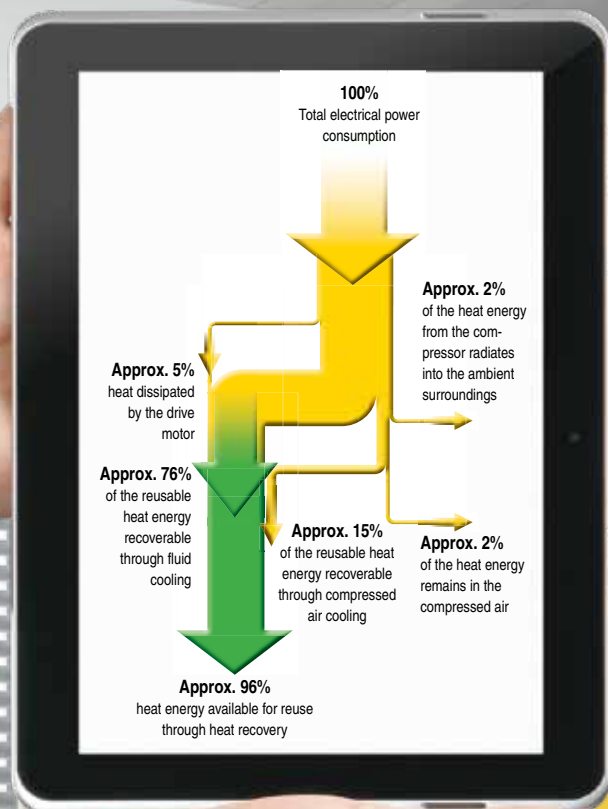 100%
Total electrical power
consumption
Approx. 2%
of the heat energy
from the com-
pressor radiates
into the ambient
surroundings
Approx. 5%
heat dissipated
by the drive
motor
Approx. 76%
of the reusable
heat energy
recoverable
through fluid
cooling
Approx. 15%
of the reusable heat
energy recoverable
through compressed
air cooling
Approx. 2%
of the heat energy
remains in the
compressed air
Approx. 96%
heat energy available for reuse
through heat recovery